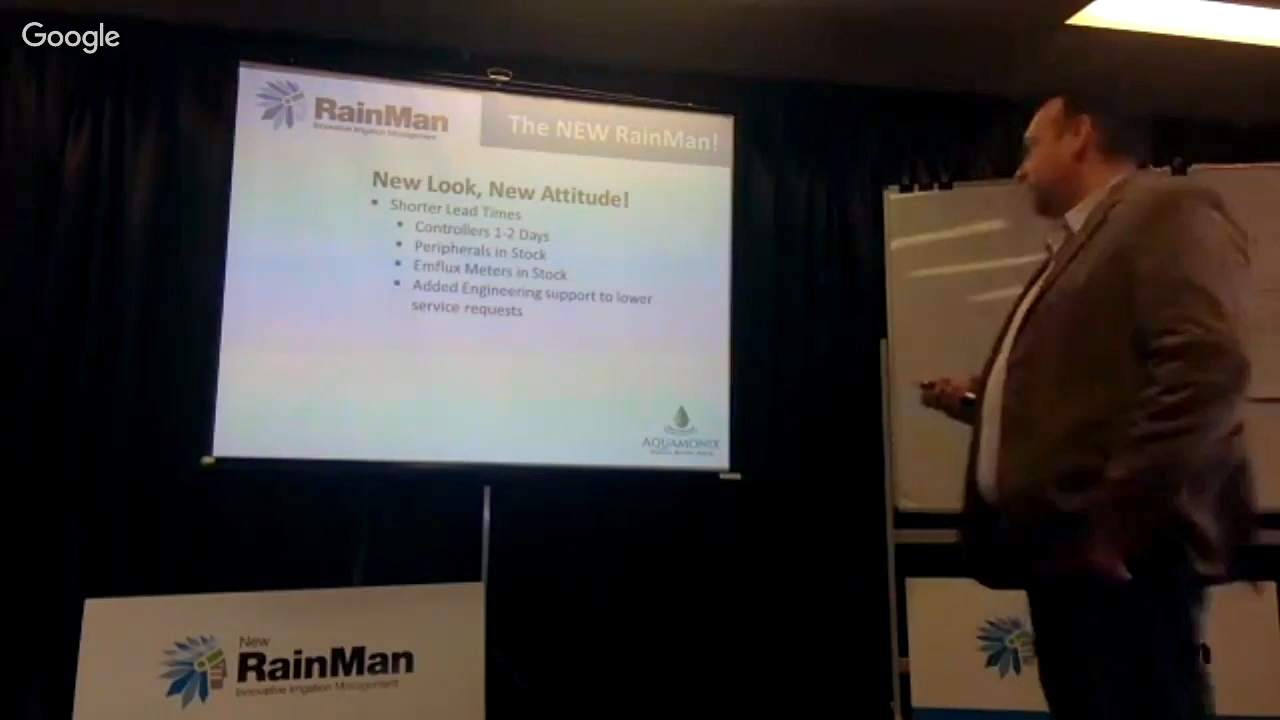 Google
RainMan
Innovative Irrigation Management
The NEW RainMan!
New Look, New Attitude!
Shorter Lead Times
Controllers 1-2 Days
Peripherals in Stock
Emflux Meters in Stock
Added Engineering support to lower
service requests
AQUAMONIX
New
RainMan
Innovative Irrigation Management